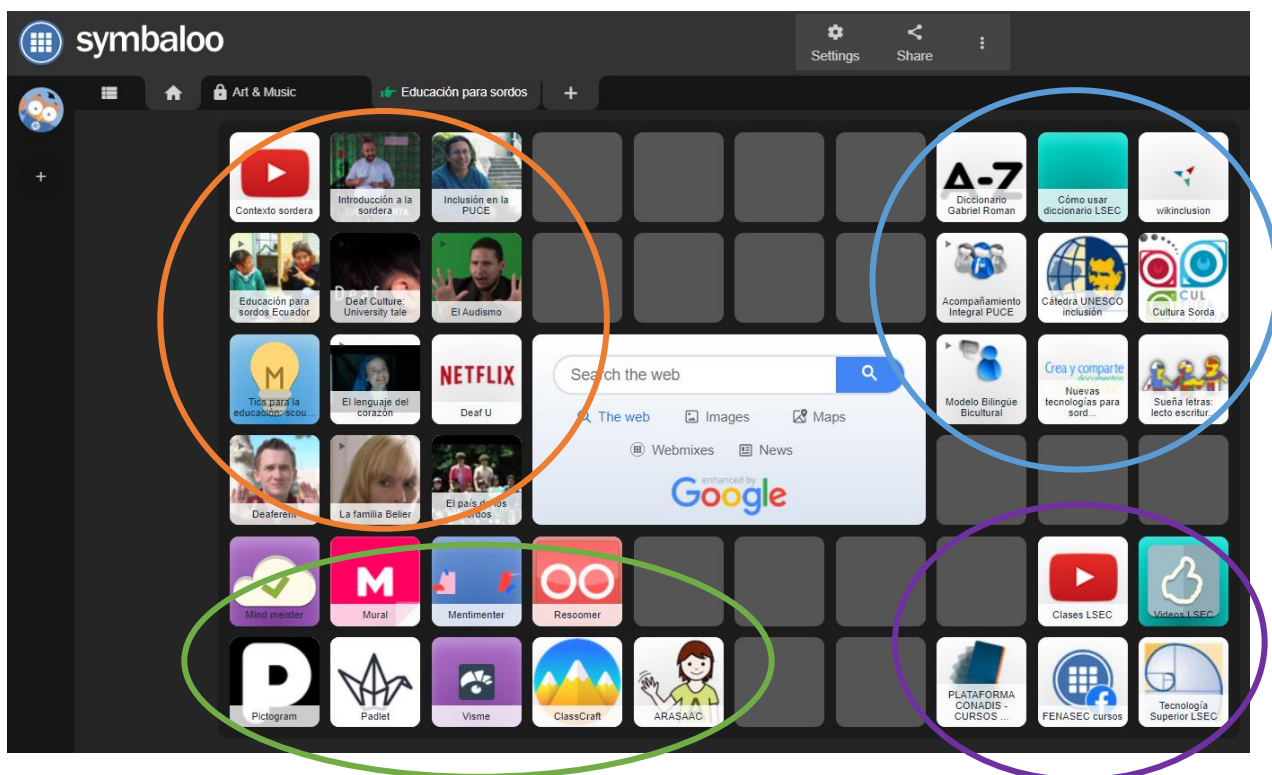 symbaloo
Settings
Share
Art & Music
Educación para sordos
Contexto sordera
Introducción a la
sordera
Inclusión en la
PUCE
A-Z
Diccionario
Gabriel Roman
Cómo usar
diccionario LSEC
wikinclusion
Educación para
sordos Ecuador
Deaf Culture:
University tale
El Audismo
Acompañamiento
Integral PUCE
Cátedra UNESCO
inclusión
CUL
Cultura Sorda
M
Tics para la
educación: scou...
El lenguaje del
corazón
NETFLIX
Deaf U
Search the web
The web
Images
Maps
Webmixes
News
enhanced by
Google
Modelo Bilingüe
Bicultural
Crea y comparte
documentos
Nuevas
tecnologías para
sord...
Sueña letras:
lecto escritur...
Deaferent
La familia Belier
El país de los
sordos
Mind meister
M
Mural
Mentimenter
Resoomer
Clases LSEC
Videos LSEC
P
Pictogram
Padlet
Visme
ClassCraft
ARASAAC
PLATAFORMA
CONADIS -
CURSOS ...
FENASEC cursos
Tecnología
Superior LSEC